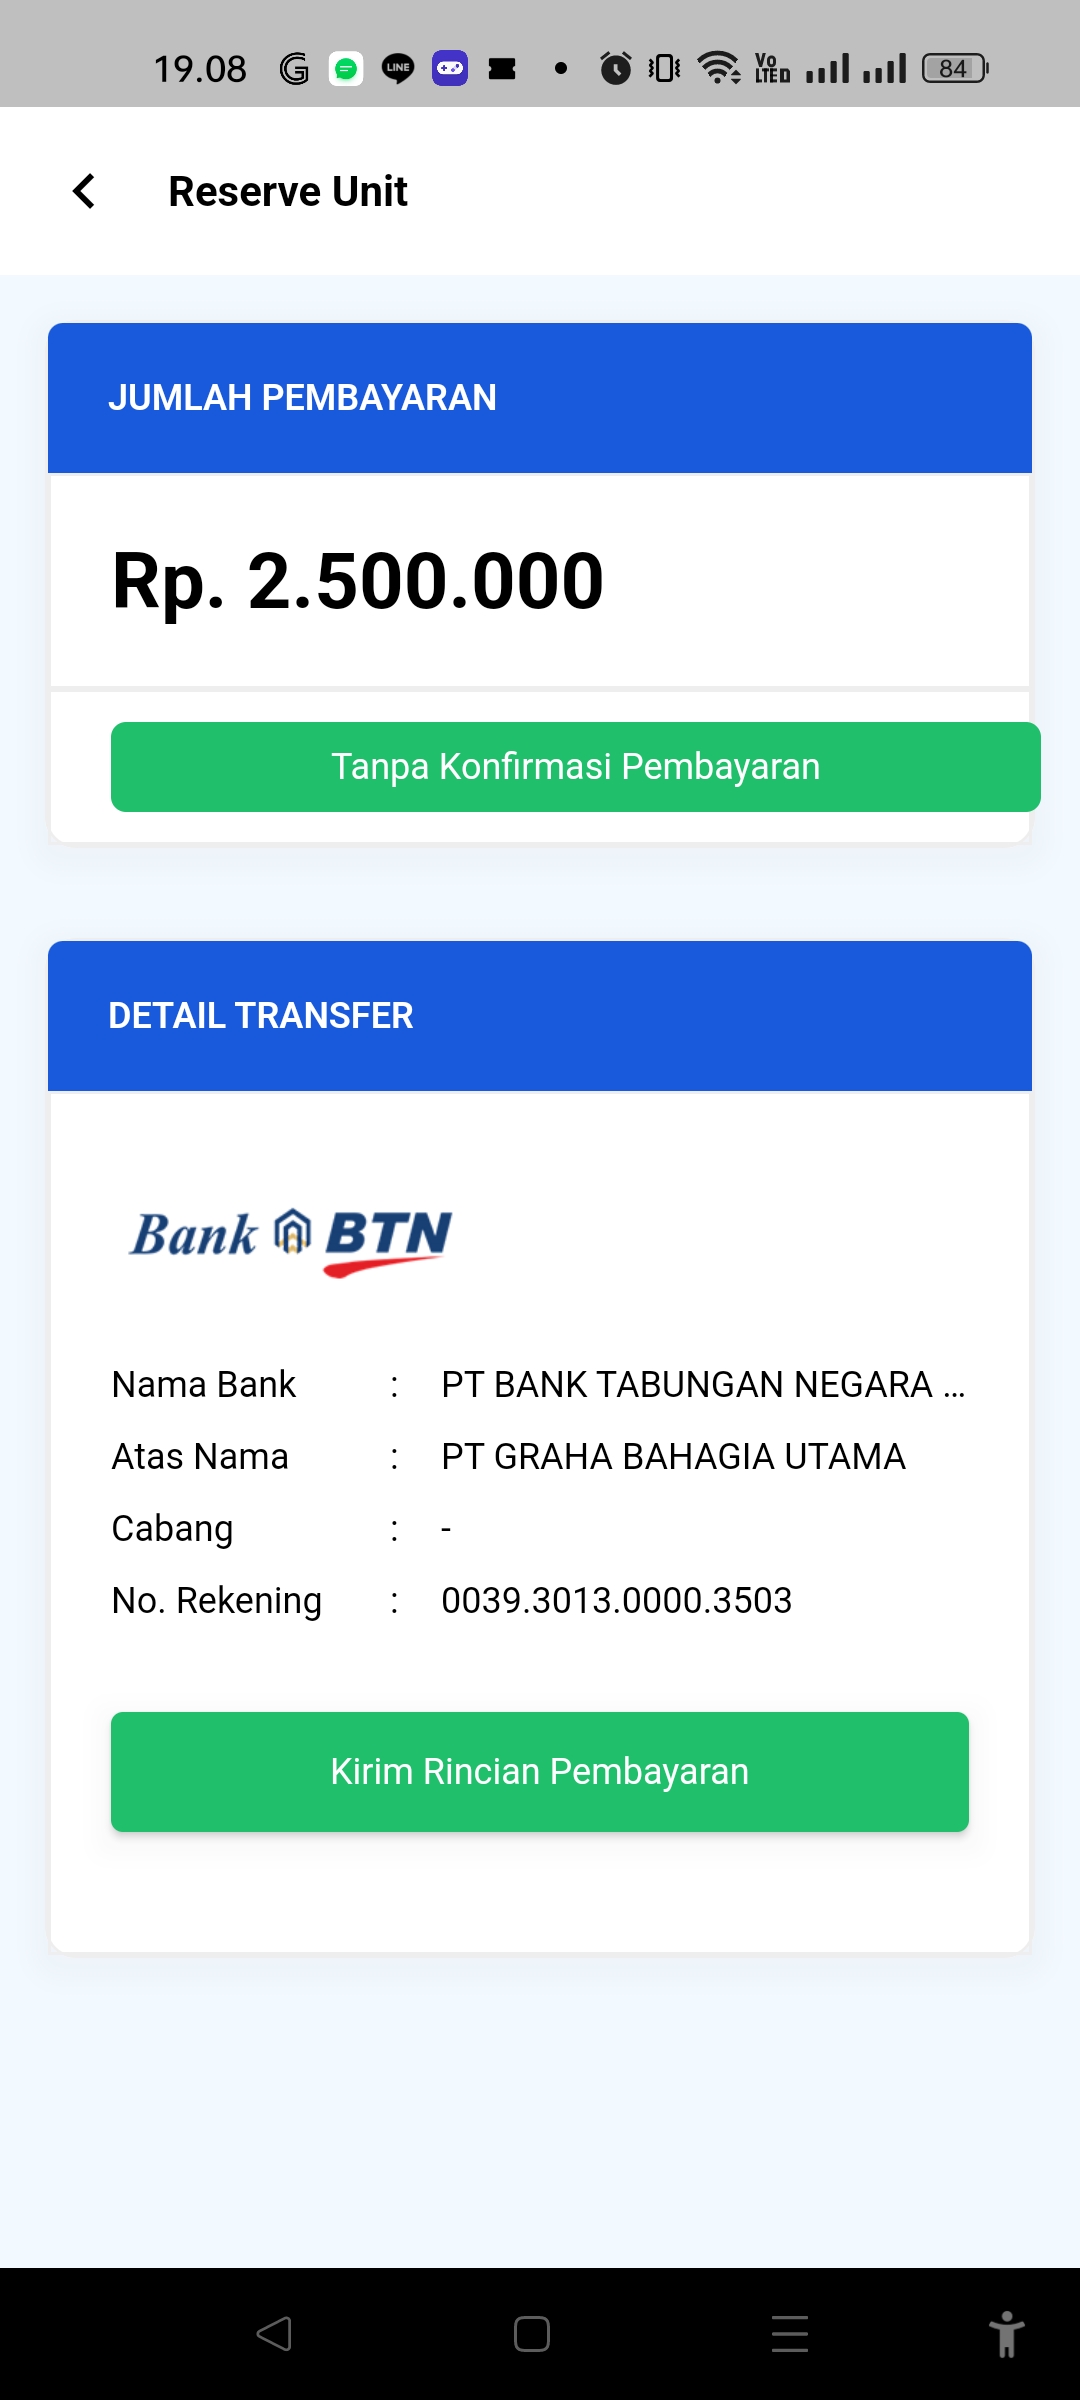 19.08
LINE
Vo
LTED
84
Reserve Unit
JUMLAH PEMBAYARAN
Rp. 2.500.000
Tanpa Konfirmasi Pembayaran
DETAIL TRANSFER
Bank BTN
Nama Bank : PT BANK TABUNGAN NEGARA ...
Atas Nama : PT GRAHA BAHAGIA UTAMA
Cabang : -
No. Rekening : 0039.3013.0000.3503
Kirim Rincian Pembayaran